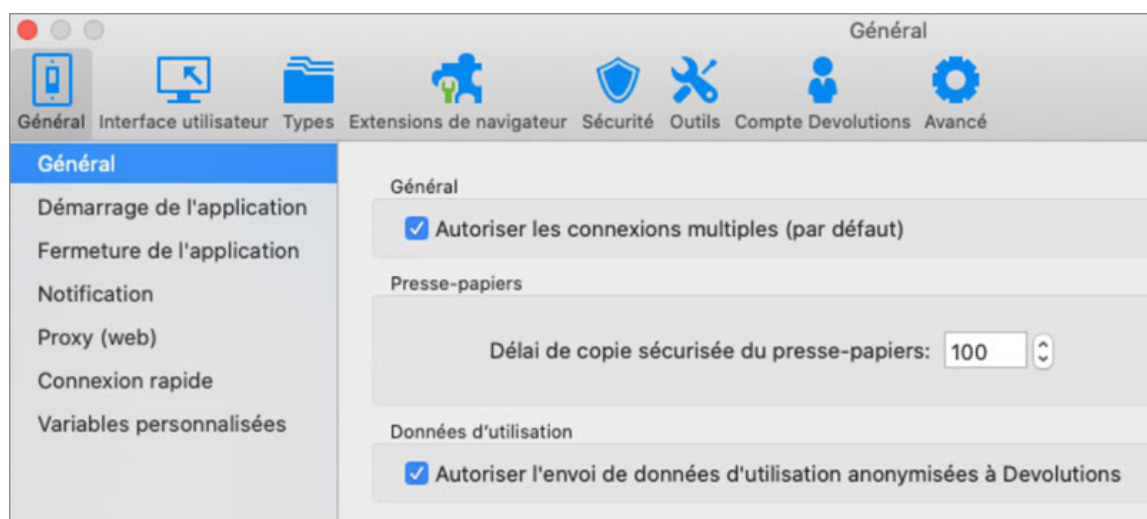 Général
Général Interface utilisateur Types Extensions de navigateur Sécurité Outils Compte Devolutions Avancé
Général
Démarrage de l'application
Fermeture de l'application
Notification
Proxy (web)
Connexion rapide
Variables personnalisées
Général
Autoriser les connexions multiples (par défaut)
Presse-papiers
Délai de copie sécurisée du presse-papiers: 100
Données d'utilisation
Autoriser l'envoi de données d'utilisation anonymisées à Devolutions